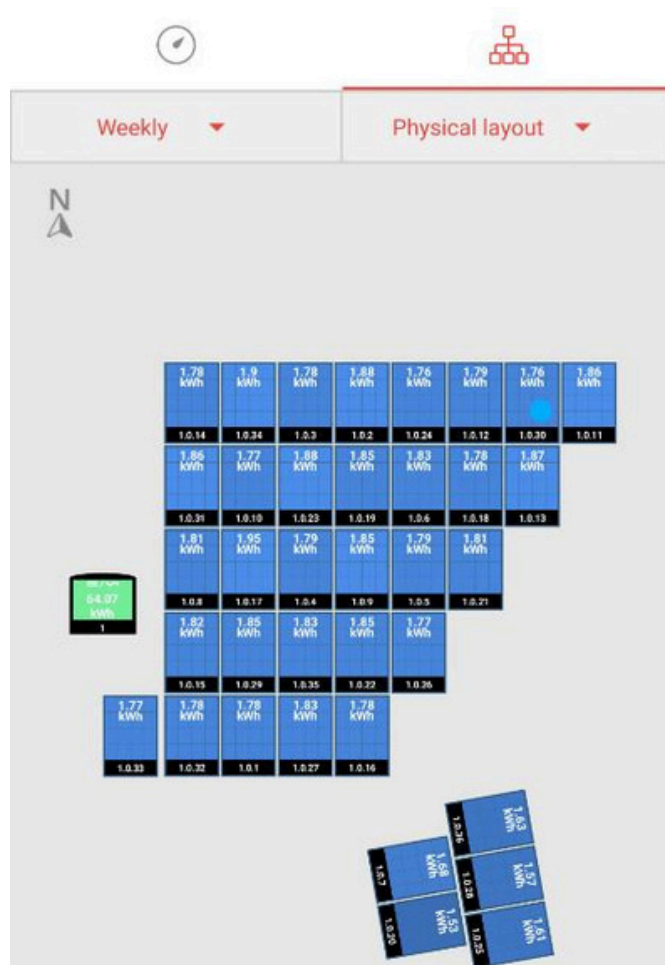 Weekly
Physical layout
N
1.78 1.9 1.78 1.88 1.76 1.79 1.76 1.86
kWh kWh kWh kWh kWh kWh kWh kWh
1.0.14 1.0.34 1.0.3 1.0.2 1.0.24 1.0.12 1.0.30 1.0.11
1.86 1.77 1.88 1.85 1.83 1.78 1.87
kWh kWh kWh kWh kWh kWh kWh
1.0.31 1.0.10 1.0.23 1.0.19 1.0.6 1.0.18 1.0.13
1.81 1.95 1.79 1.85 1.79 1.81
kWh kWh kWh kWh kWh kWh
1.0.8 1.0.17 1.0.4 1.0.9 1.0.5 1.0.21
64.97
kWh
1
1.82 1.85 1.83 1.85 1.77
kWh kWh kWh kWh kWh
1.0.15 1.0.29 1.0.35 1.0.22 1.0.26
1.77 1.78 1.78 1.83 1.78
kWh kWh kWh kWh kWh
1.0.33 1.0.32 1.0.1 1.0.27 1.0.16
1.63
kWh
1.0.36
1.68
kWh
1.0.7
1.57
kWh
1.0.28
1.53
kWh
1.0.20
1.61
kWh
1.0.25